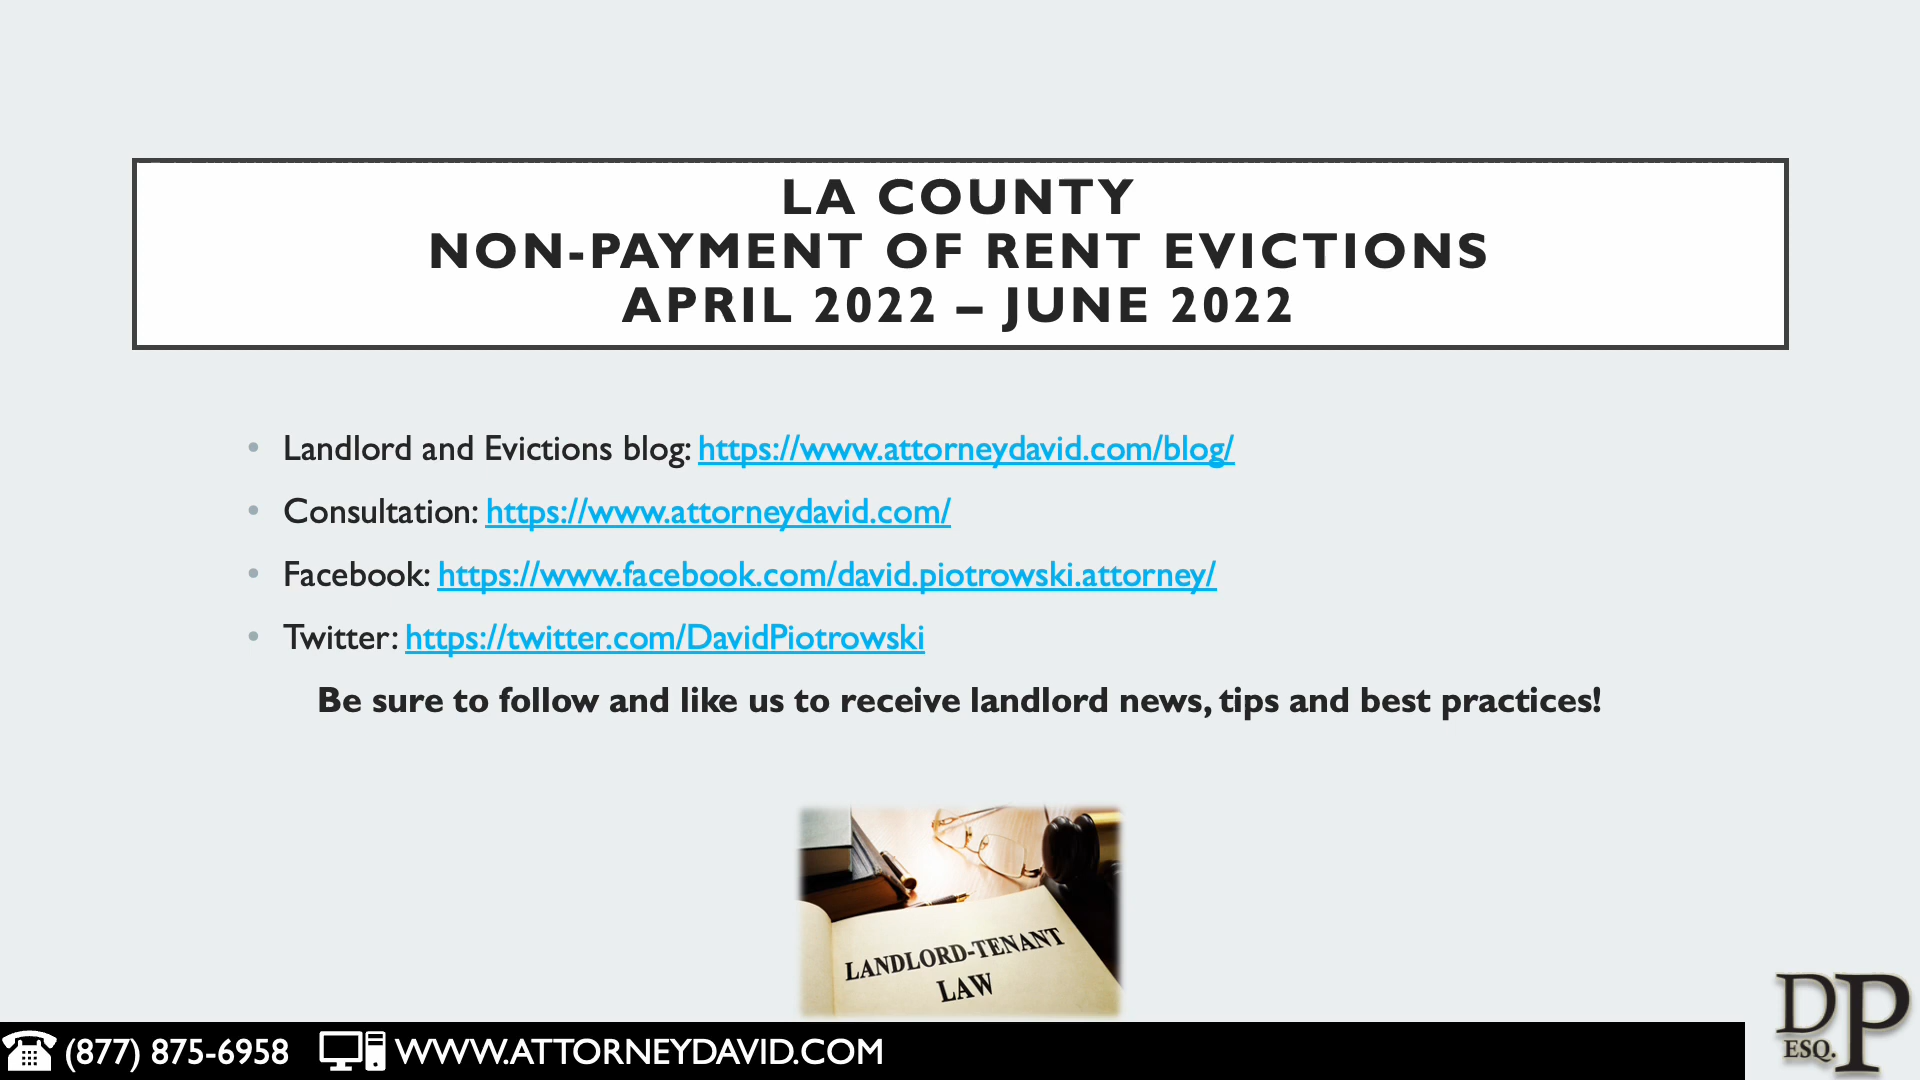 LA COUNTY
NON-PAYMENT OF RENT EVICTIONS
APRIL 2022 – JUNE 2022
• Landlord and Evictions blog: https://www.attorneydavid.com/blog/
• Consultation: https://www.attorneydavid.com/
• Facebook: https://www.facebook.com/david.piotrowski.attorney/
• Twitter: https://twitter.com/DavidPiotrowski
Be sure to follow and like us to receive landlord news, tips and best practices!
LANDLORD-TENANT
LAW
(877) 875-6958 WWW.ATTORNEYDAVID.COM
DP
ESQ.